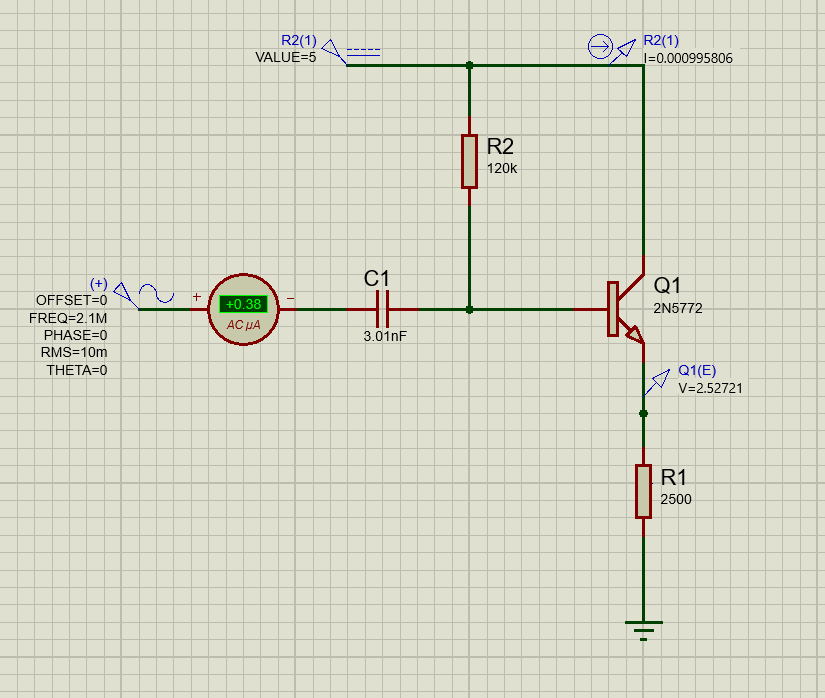 R2(1)
VALUE=5
R2(1)
I=0.000995806
R2
120k
(+)
OFFSET=0
FREQ=2.1M
PHASE=0
RMS=10m
THETA=0
+
+0.38
AC µA
−
C1
3.01nF
Q1
2N5772
Q1(E)
V=2.52721
R1
2500